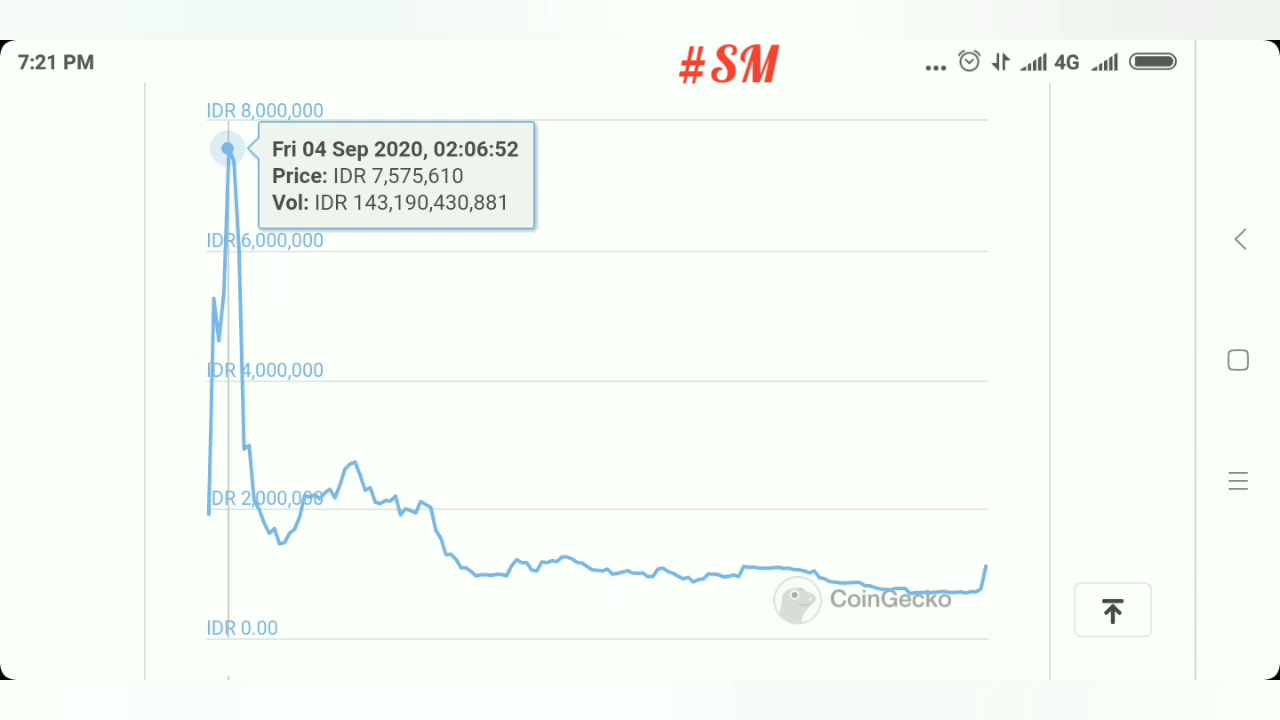 7:21 PM
#SM
4G
IDR 8,000,000
Fri 04 Sep 2020, 02:06:52
Price: IDR 7,575,610
Vol: IDR 143,190,430,881
IDR 6,000,000
IDR 4,000,000
IDR 2,000,000
CoinGecko
IDR 0.00